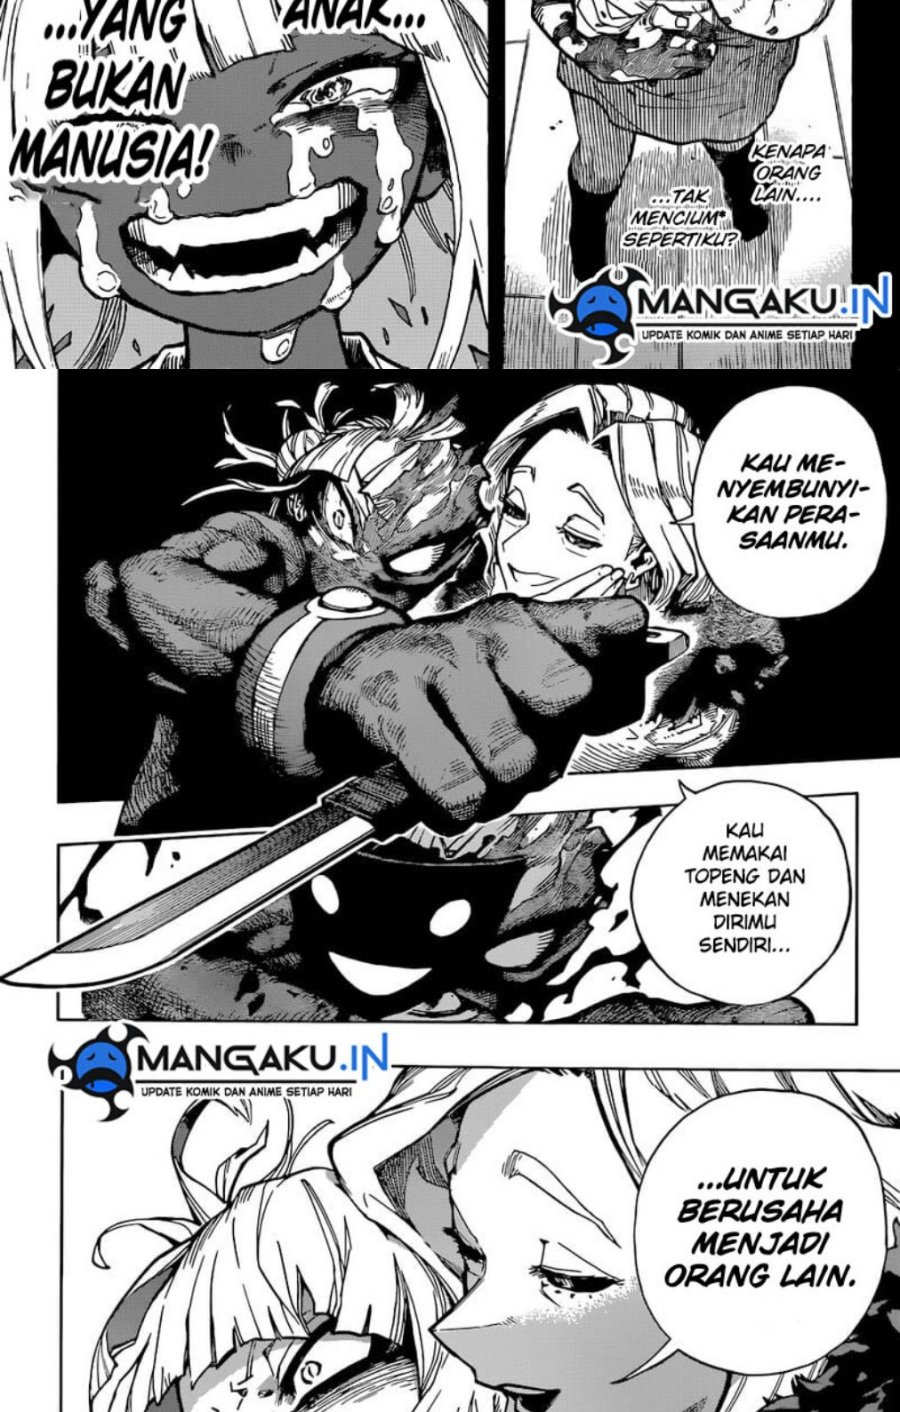 ANAK...
...YANG
BUKAN
MANUSIA!
KENAPA
ORANG
LAIN....
...TAK
MENCIUM*
SEPERTIKU?
MANGAKU.IN
UPDATE KOMIK DAN ANIME SETIAP HARI
KAU ME-
NYEMBUNYI-
KAN PERA-
SAANMU.
KAU
MEMAKAI
TOPENG DAN
MENEKAN
DIRIMU
SENDIRI...
MANGAKU.IN
UPDATE KOMIK DAN ANIME SETIAP HARI
...UNTUK
BERUSAHA
MENJADI
ORANG LAIN.